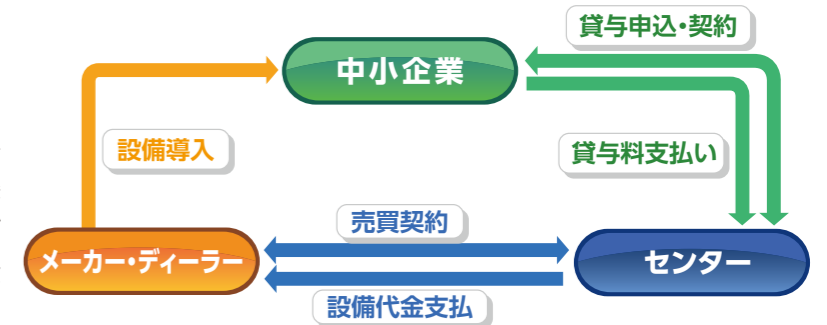 貸与申込・契約
中小企業
設備導入
貸与料支払い
売買契約
メーカー・ディーラー
センター
設備代金支払